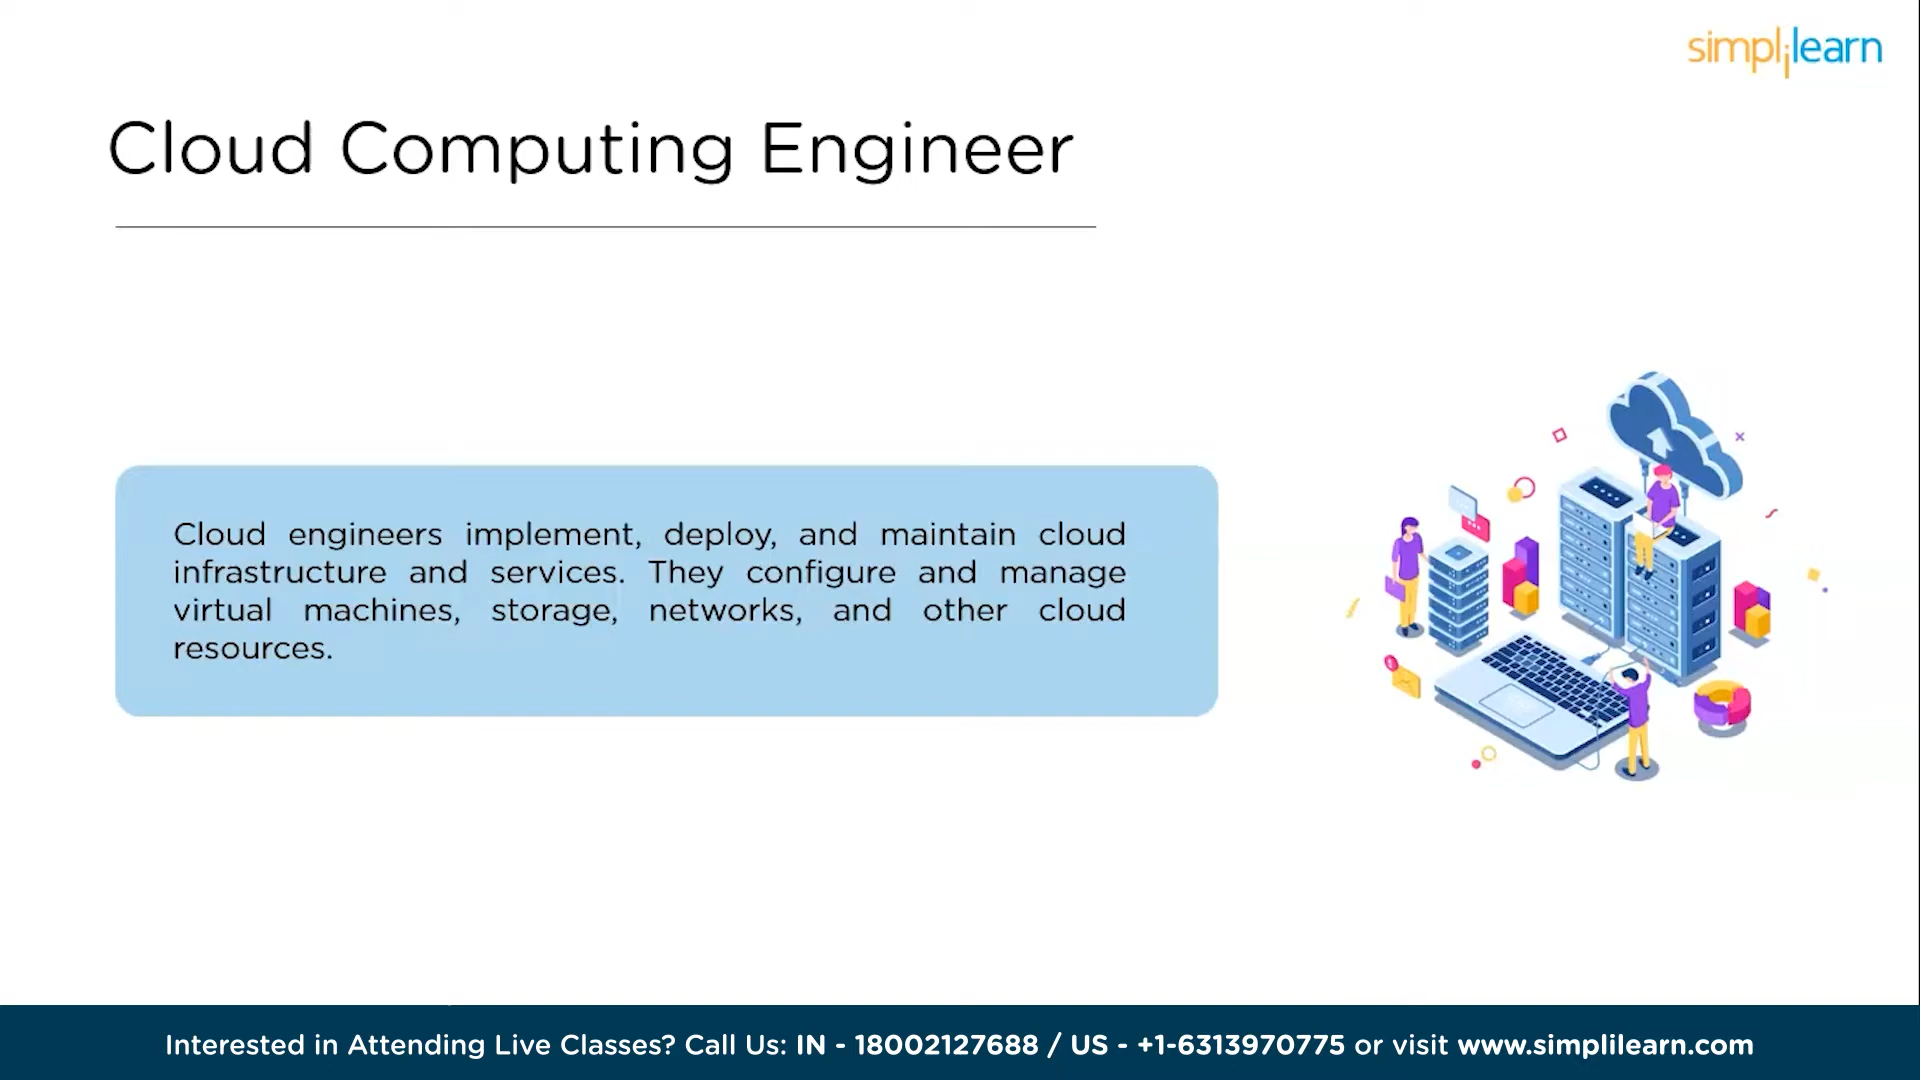 simplilearn
Cloud Computing Engineer
Cloud engineers implement, deploy, and maintain cloud
infrastructure and services. They configure and manage
virtual machines, storage, networks, and other cloud
resources.
Interested in Attending Live Classes? Call Us: IN - 18002127688 / US - +1-6313970775 or visit www.simplilearn.com